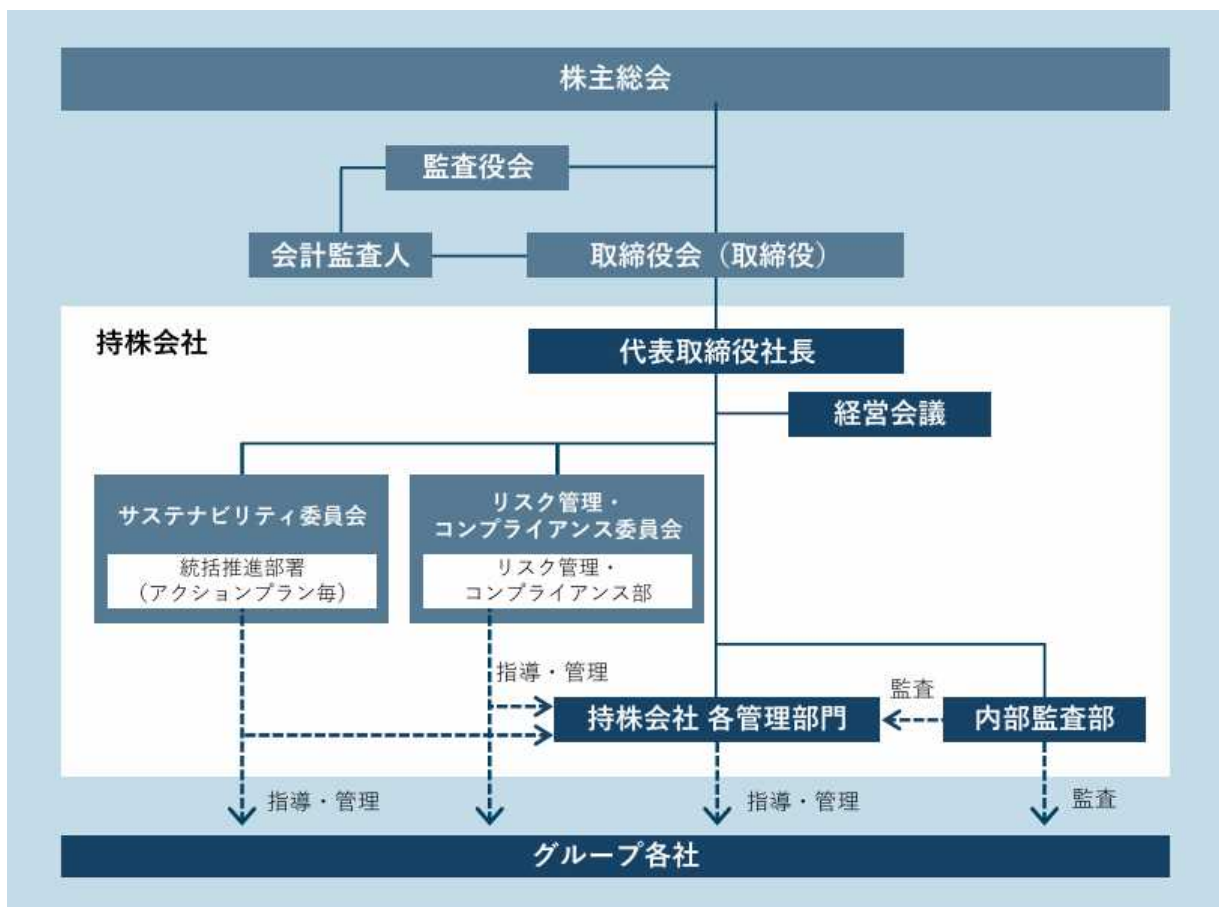 株主総会
監査役会
会計監査人
取締役会（取締役）
持株会社
代表取締役社長
経営会議
サステナビリティ委員会
統括推進部署
（アクションプラン毎）
リスク管理・
コンプライアンス委員会
リスク管理・
コンプライアンス部
指導・管理
監査
持株会社 各管理部門
内部監査部
指導・管理
指導・管理
監査
グループ各社